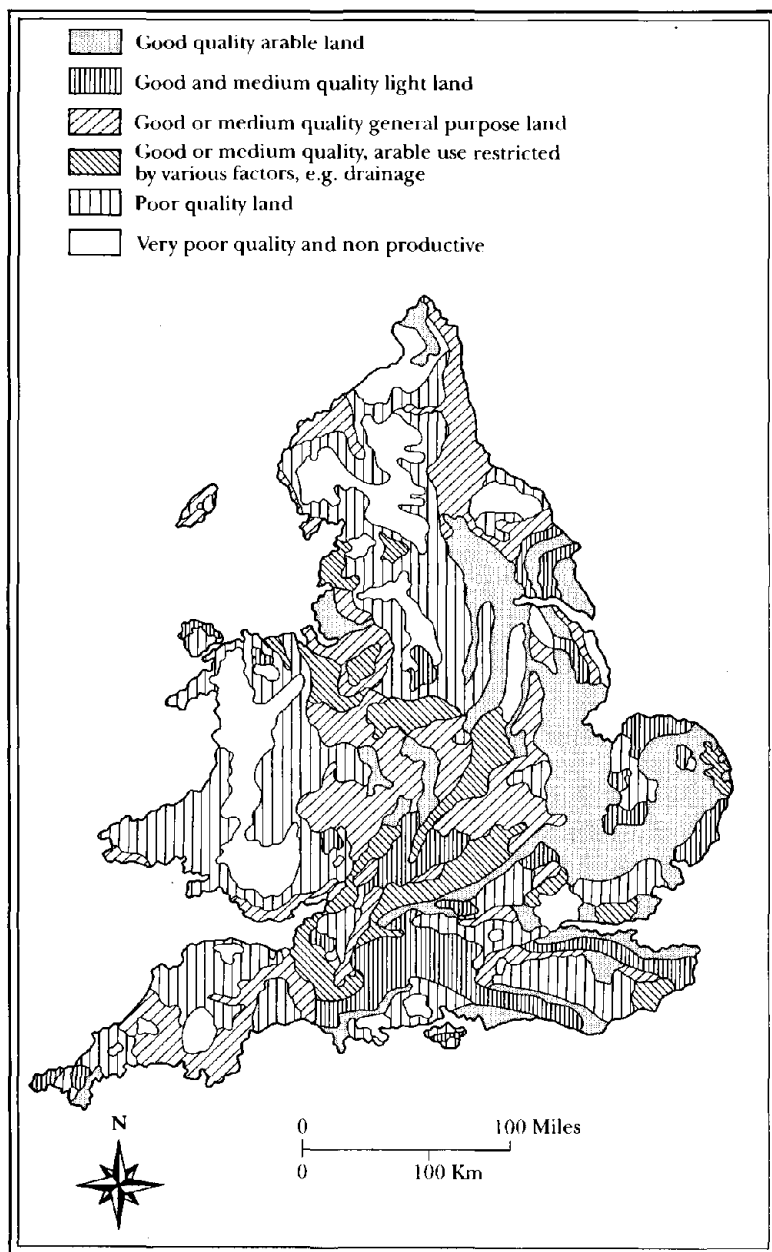 Good quality arable land
Good and medium quality light land
Good or medium quality general purpose land
Good or medium quality, arable use restricted
by various factors, e.g. drainage
Poor quality land
Very poor quality and non productive
N
0 100 Miles
0 100 Km